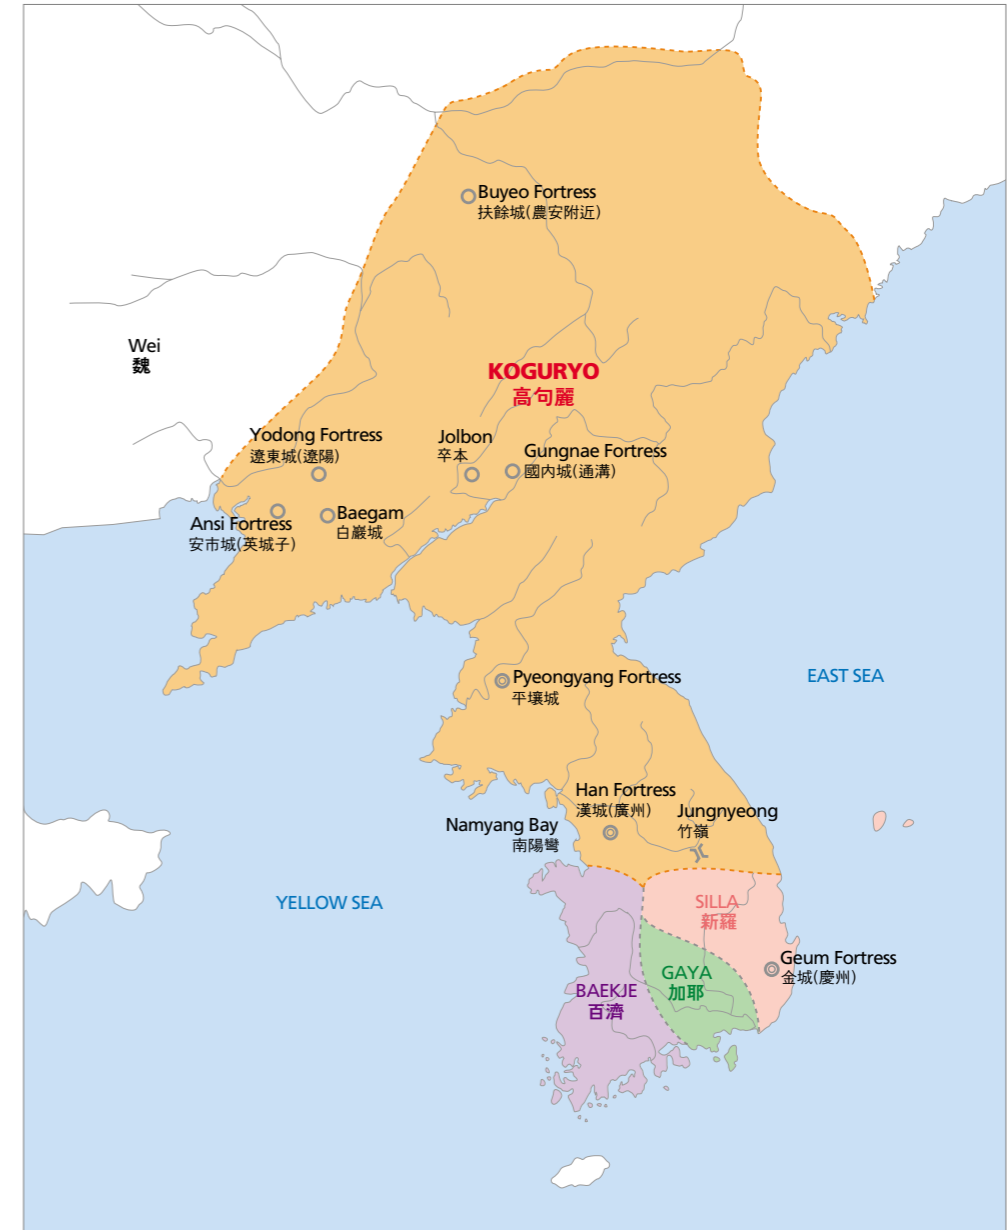 Buyeo Fortress
扶餘城(農安附近)
Wei
魏
KOGURYO
高句麗
Yodong Fortress
遼東城(遼陽)
Jolbon
卒本
Gungnae Fortress
國内城(通溝)
Ansi Fortress
安市城(英城子)
Baegam
白巖城
Pyeongyang Fortress
平壤城
EAST SEA
Han Fortress
漢城(廣州)
Jungnyeong
竹嶺
Namyang Bay
南陽彎
YELLOW SEA
SILLA
新羅
Geum Fortress
金城(慶州)
GAYA
加耶
BAEKJE
百濟